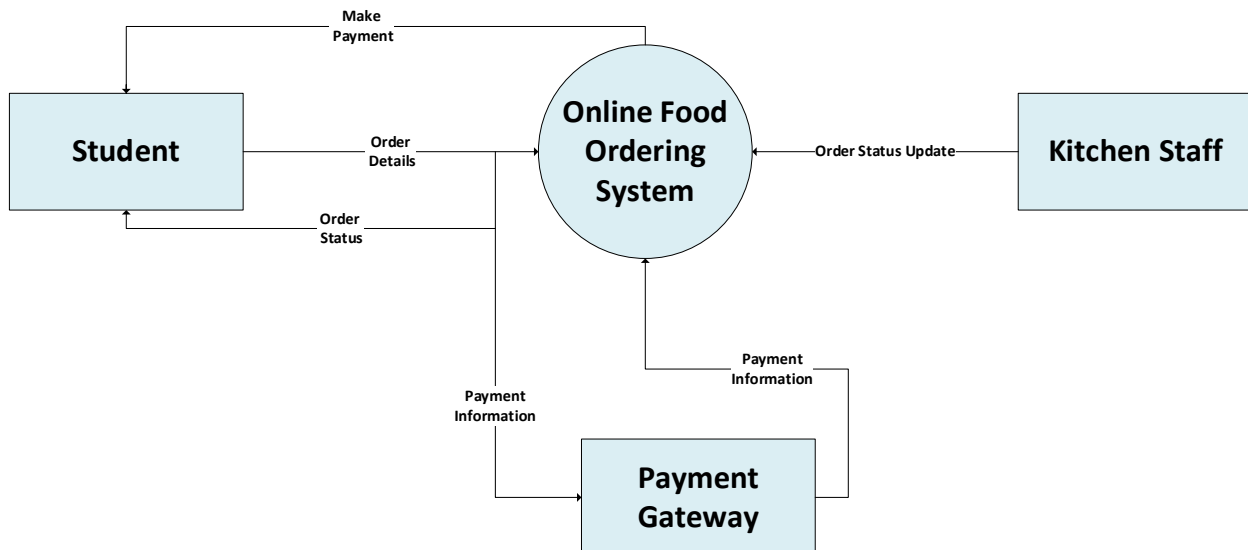 Make
Payment
Student
Order
Details
Online Food
Ordering
System
Order Status Update
Kitchen Staff
Order
Status
Payment
Information
Payment
Information
Payment
Gateway